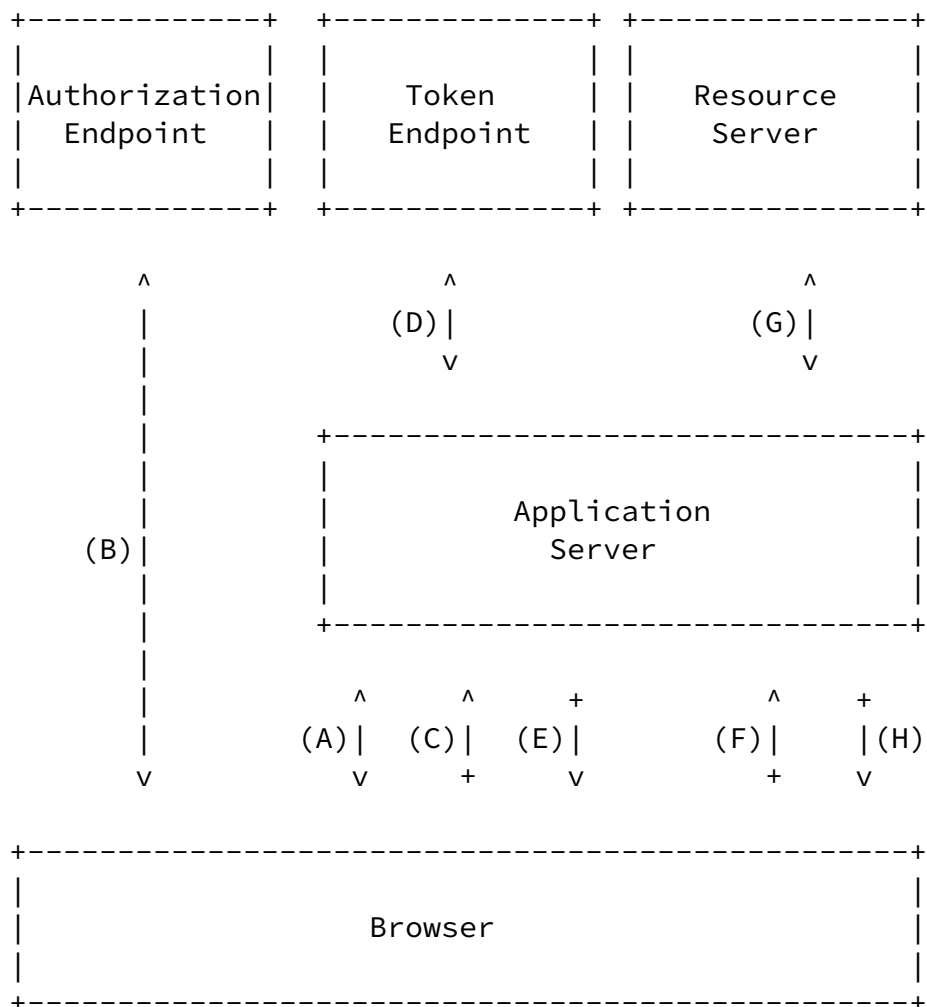 +-------------+  +--------------+ +---------------+
|             |  |              | |               |
|Authorization|  |    Token     | |   Resource    |
|  Endpoint   |  |   Endpoint   | |    Server     |
|             |  |              | |               |
+-------------+  +--------------+ +---------------+

       ^                ^                   ^
       |             (D)|                (G)|
       |                v                   v
       |
       |         +--------------------------------+
       |         |                                |
       |         |          Application           |
    (B)|         |            Server              |
       |         |                                |
       |         +--------------------------------+
       |
       |           ^     ^     +          ^    +
       |        (A)|  (C)|  (E)|       (F)|    |(H)
       v           v     +     v          +    v

+-------------------------------------------------+
|                                                 |
|                   Browser                       |
|                                                 |
+-------------------------------------------------+